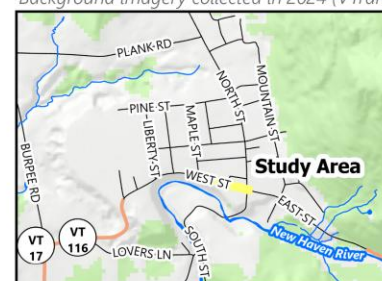 Background imagery collected in 2024 (VTran
PLANK RD
NORTH ST
MOUNTAIN ST
PINE ST
LIBERTY ST
MAPLE ST
BURPEE RD
Study Area
WEST ST
EAST ST
VT
17
VT
116
LOVERS LN
SOUTH ST
New Haven River